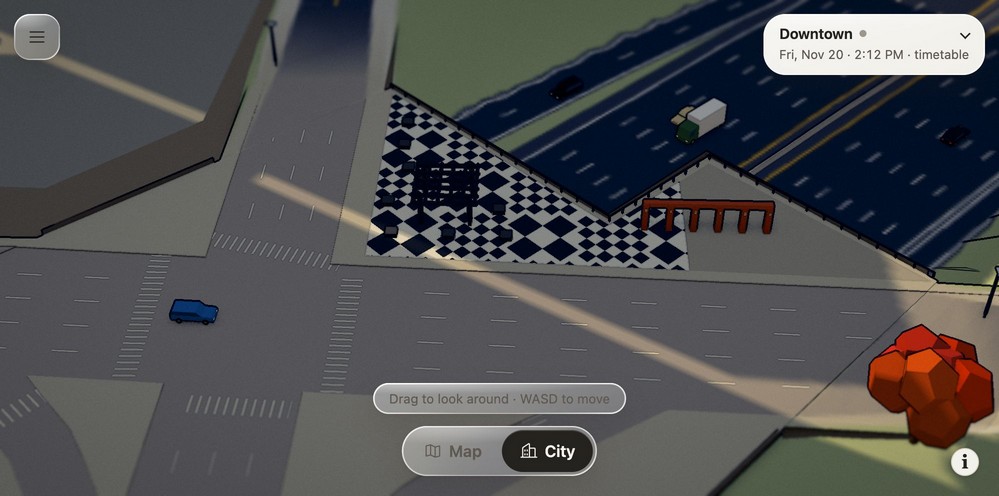 Downtown
Fri, Nov 20 · 2:12 PM · timetable
Drag to look around · WASD to move
Map
City
i